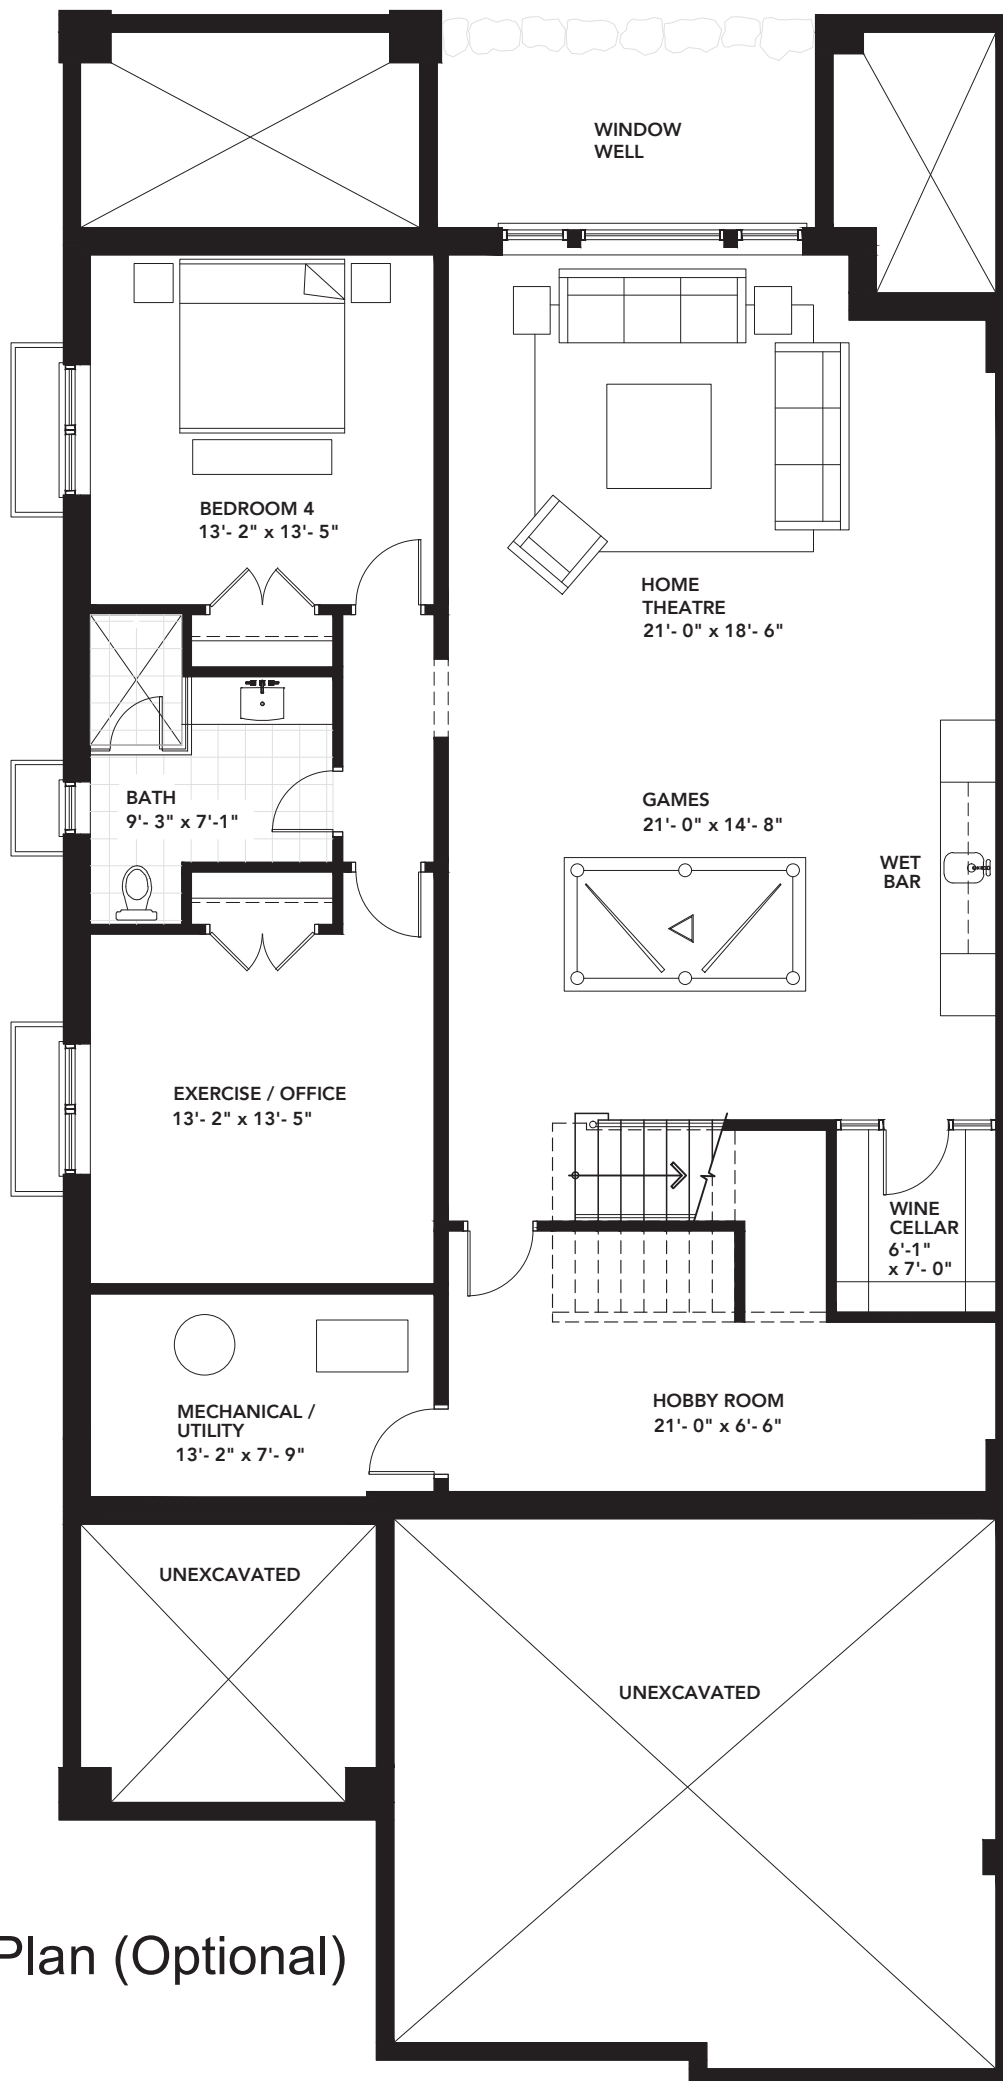 WINDOW
WELL
BEDROOM 4
13'- 2" x 13'- 5"
HOME
THEATRE
21'- 0" x 18'- 6"
BATH
9'- 3" x 7'-1"
GAMES
21'- 0" x 14'- 8"
WET
BAR
EXERCISE / OFFICE
13'- 2" x 13'- 5"
WINE
CELLAR
6'-1"
x 7'- 0"
MECHANICAL /
UTILITY
13'- 2" x 7'- 9"
HOBBY ROOM
21'- 0" x 6'- 6"
UNEXCAVATED
UNEXCAVATED
Plan (Optional)